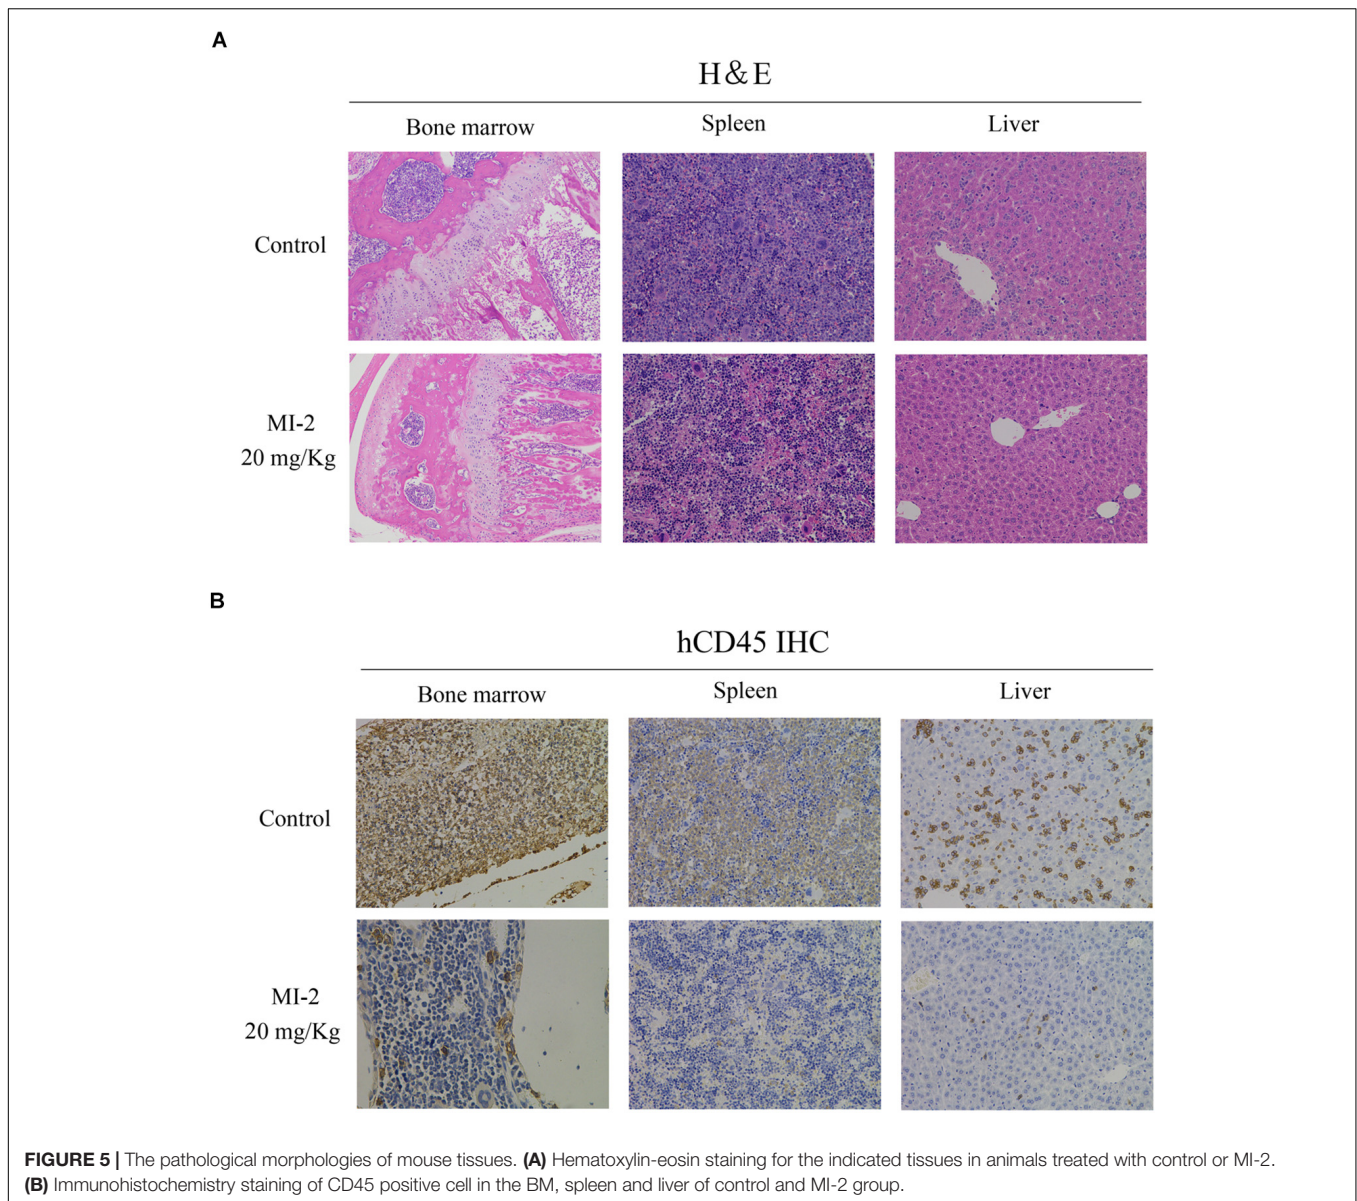 A
H&E
Bone marrow
Spleen
Liver
Control
MI-2
20 mg/Kg
B
hCD45 IHC
Bone marrow
Spleen
Liver
Control
MI-2
20 mg/Kg
FIGURE 5 | The pathological morphologies of mouse tissues. (A) Hematoxylin-eosin staining for the indicated tissues in animals treated with control or MI-2.
(B) Immunohistochemistry staining of CD45 positive cell in the BM, spleen and liver of control and MI-2 group.